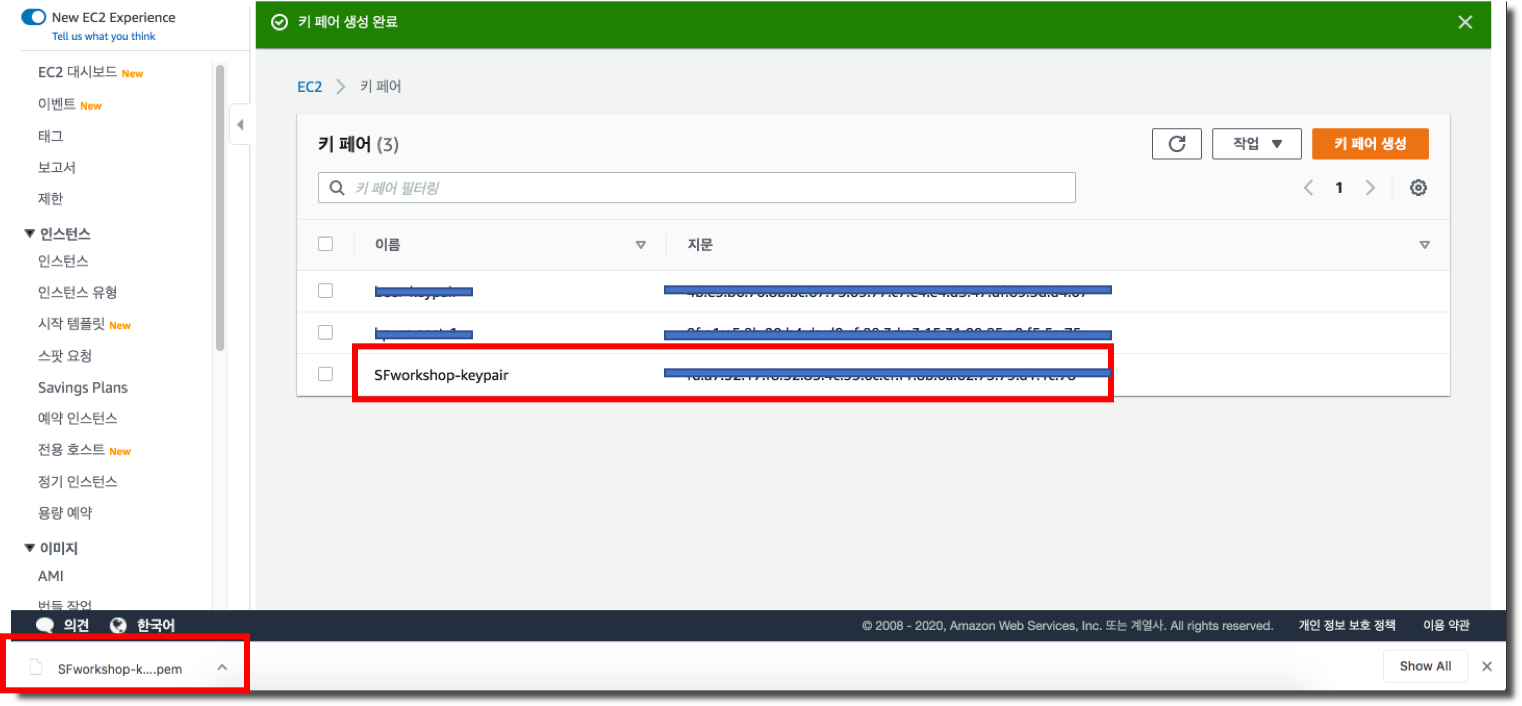 New EC2 Experience
Tell us what you think
EC2 대시보드 New
이벤트 New
태그
보고서
제한
인스턴스
인스턴스
인스턴스 유형
시작 템플릿 New
스팟 요청
Savings Plans
예약 인스턴스
전용 호스트 New
정기 인스턴스
용량 예약
이미지
AMI
번들 작업
키 페어 생성 완료
EC2 > 키 페어
키 페어 (3)
작업
키 페어 생성
키 페어 필터링
1
이름 지문
SFworkshop-keypair
의견 한국어
© 2008 - 2020, Amazon Web Services, Inc. 또는 계열사. All rights reserved. 개인 정보 보호 정책 이용 약관
SFworkshop-k....pem
Show All